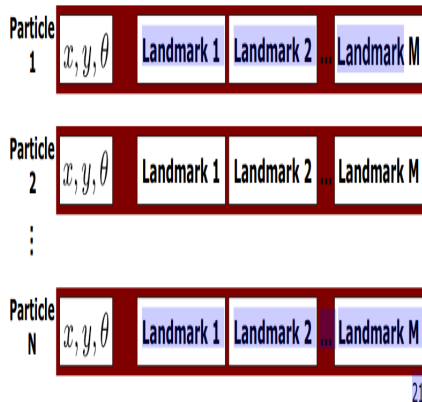 Particle 1 x, y, θ Landmark 1 Landmark 2 ... Landmark M
Particle 2 x, y, θ Landmark 1 Landmark 2 ... Landmark M
⋮
Particle N x, y, θ Landmark 1 Landmark 2 ... Landmark M
21